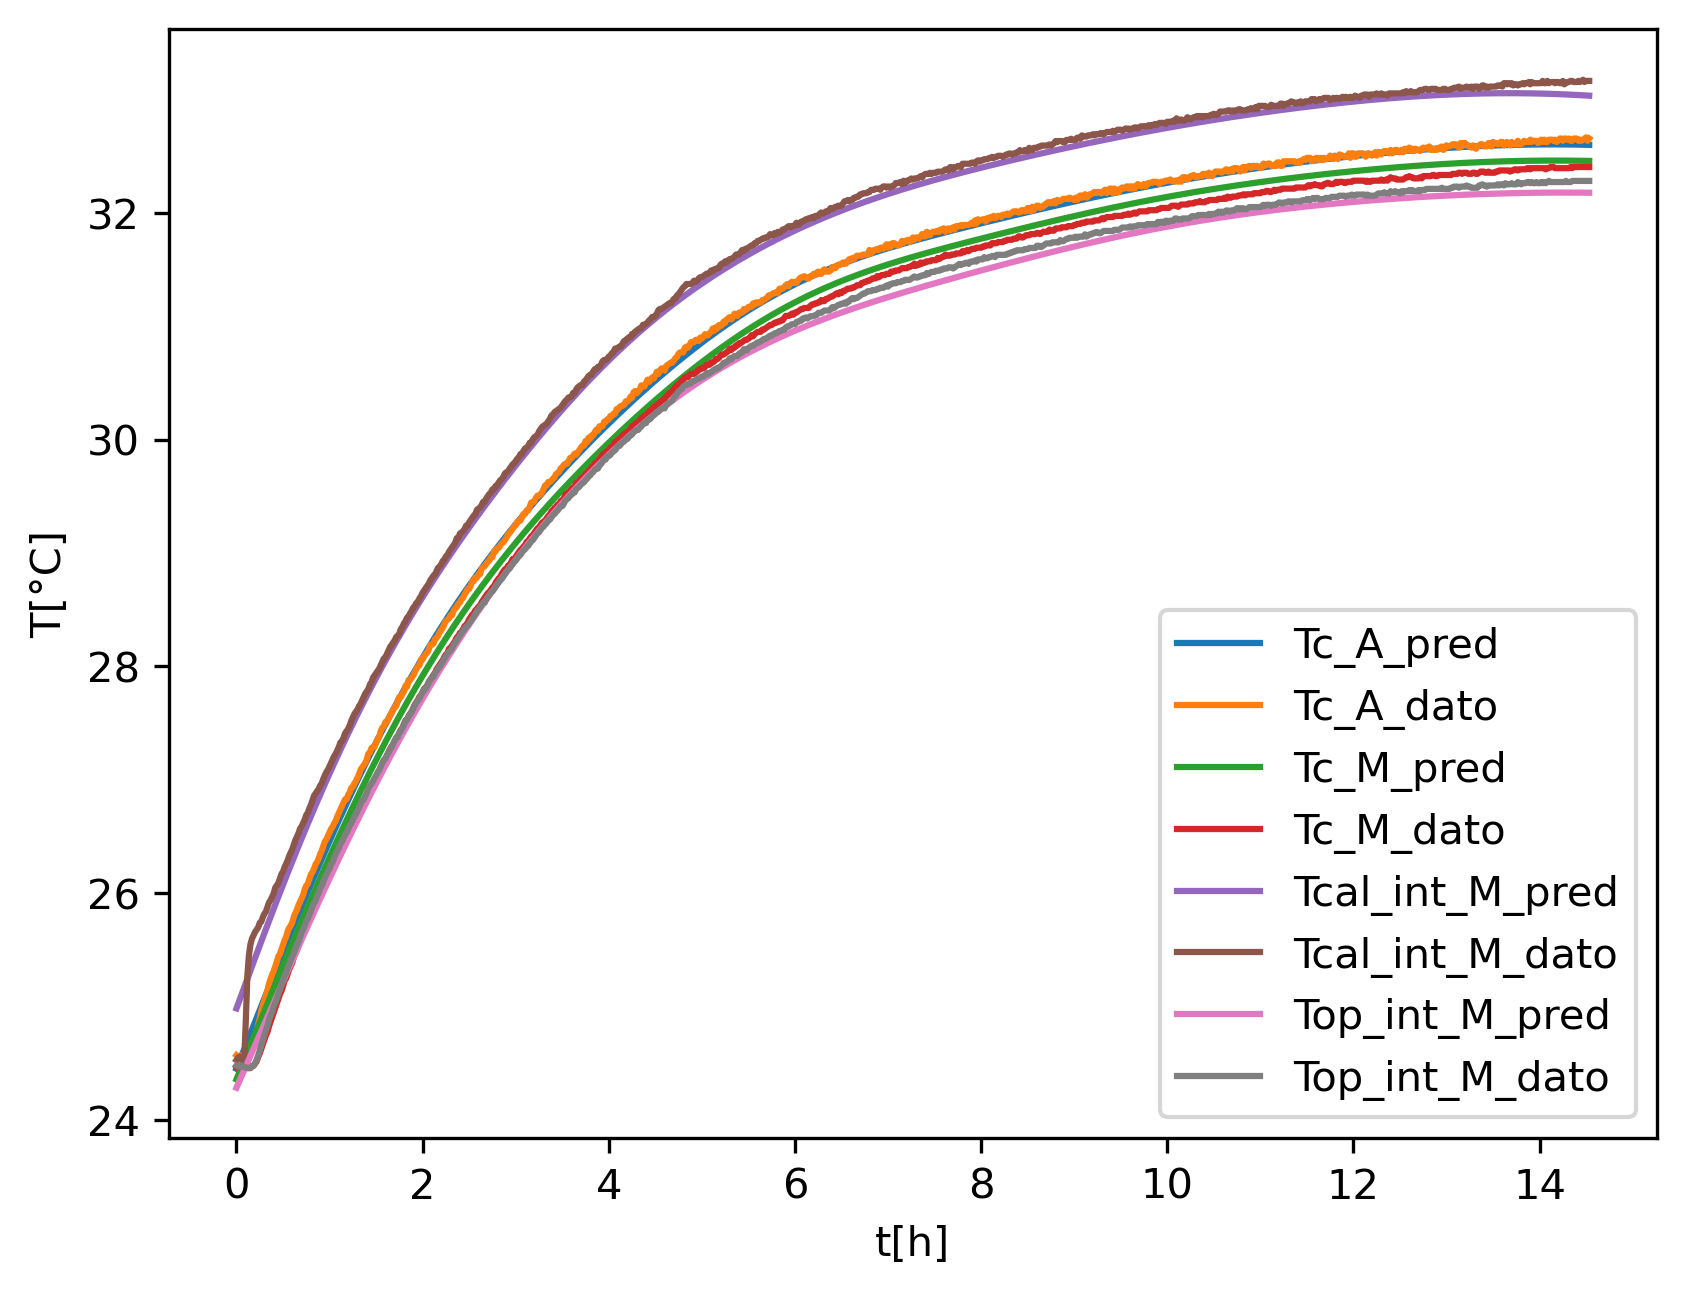 T[°C]
32
30
28
26
24
0 2 4 6 8 10 12 14
t[h]
Tc_A_pred
Tc_A_dato
Tc_M_pred
Tc_M_dato
Tcal_int_M_pred
Tcal_int_M_dato
Top_int_M_pred
Top_int_M_dato